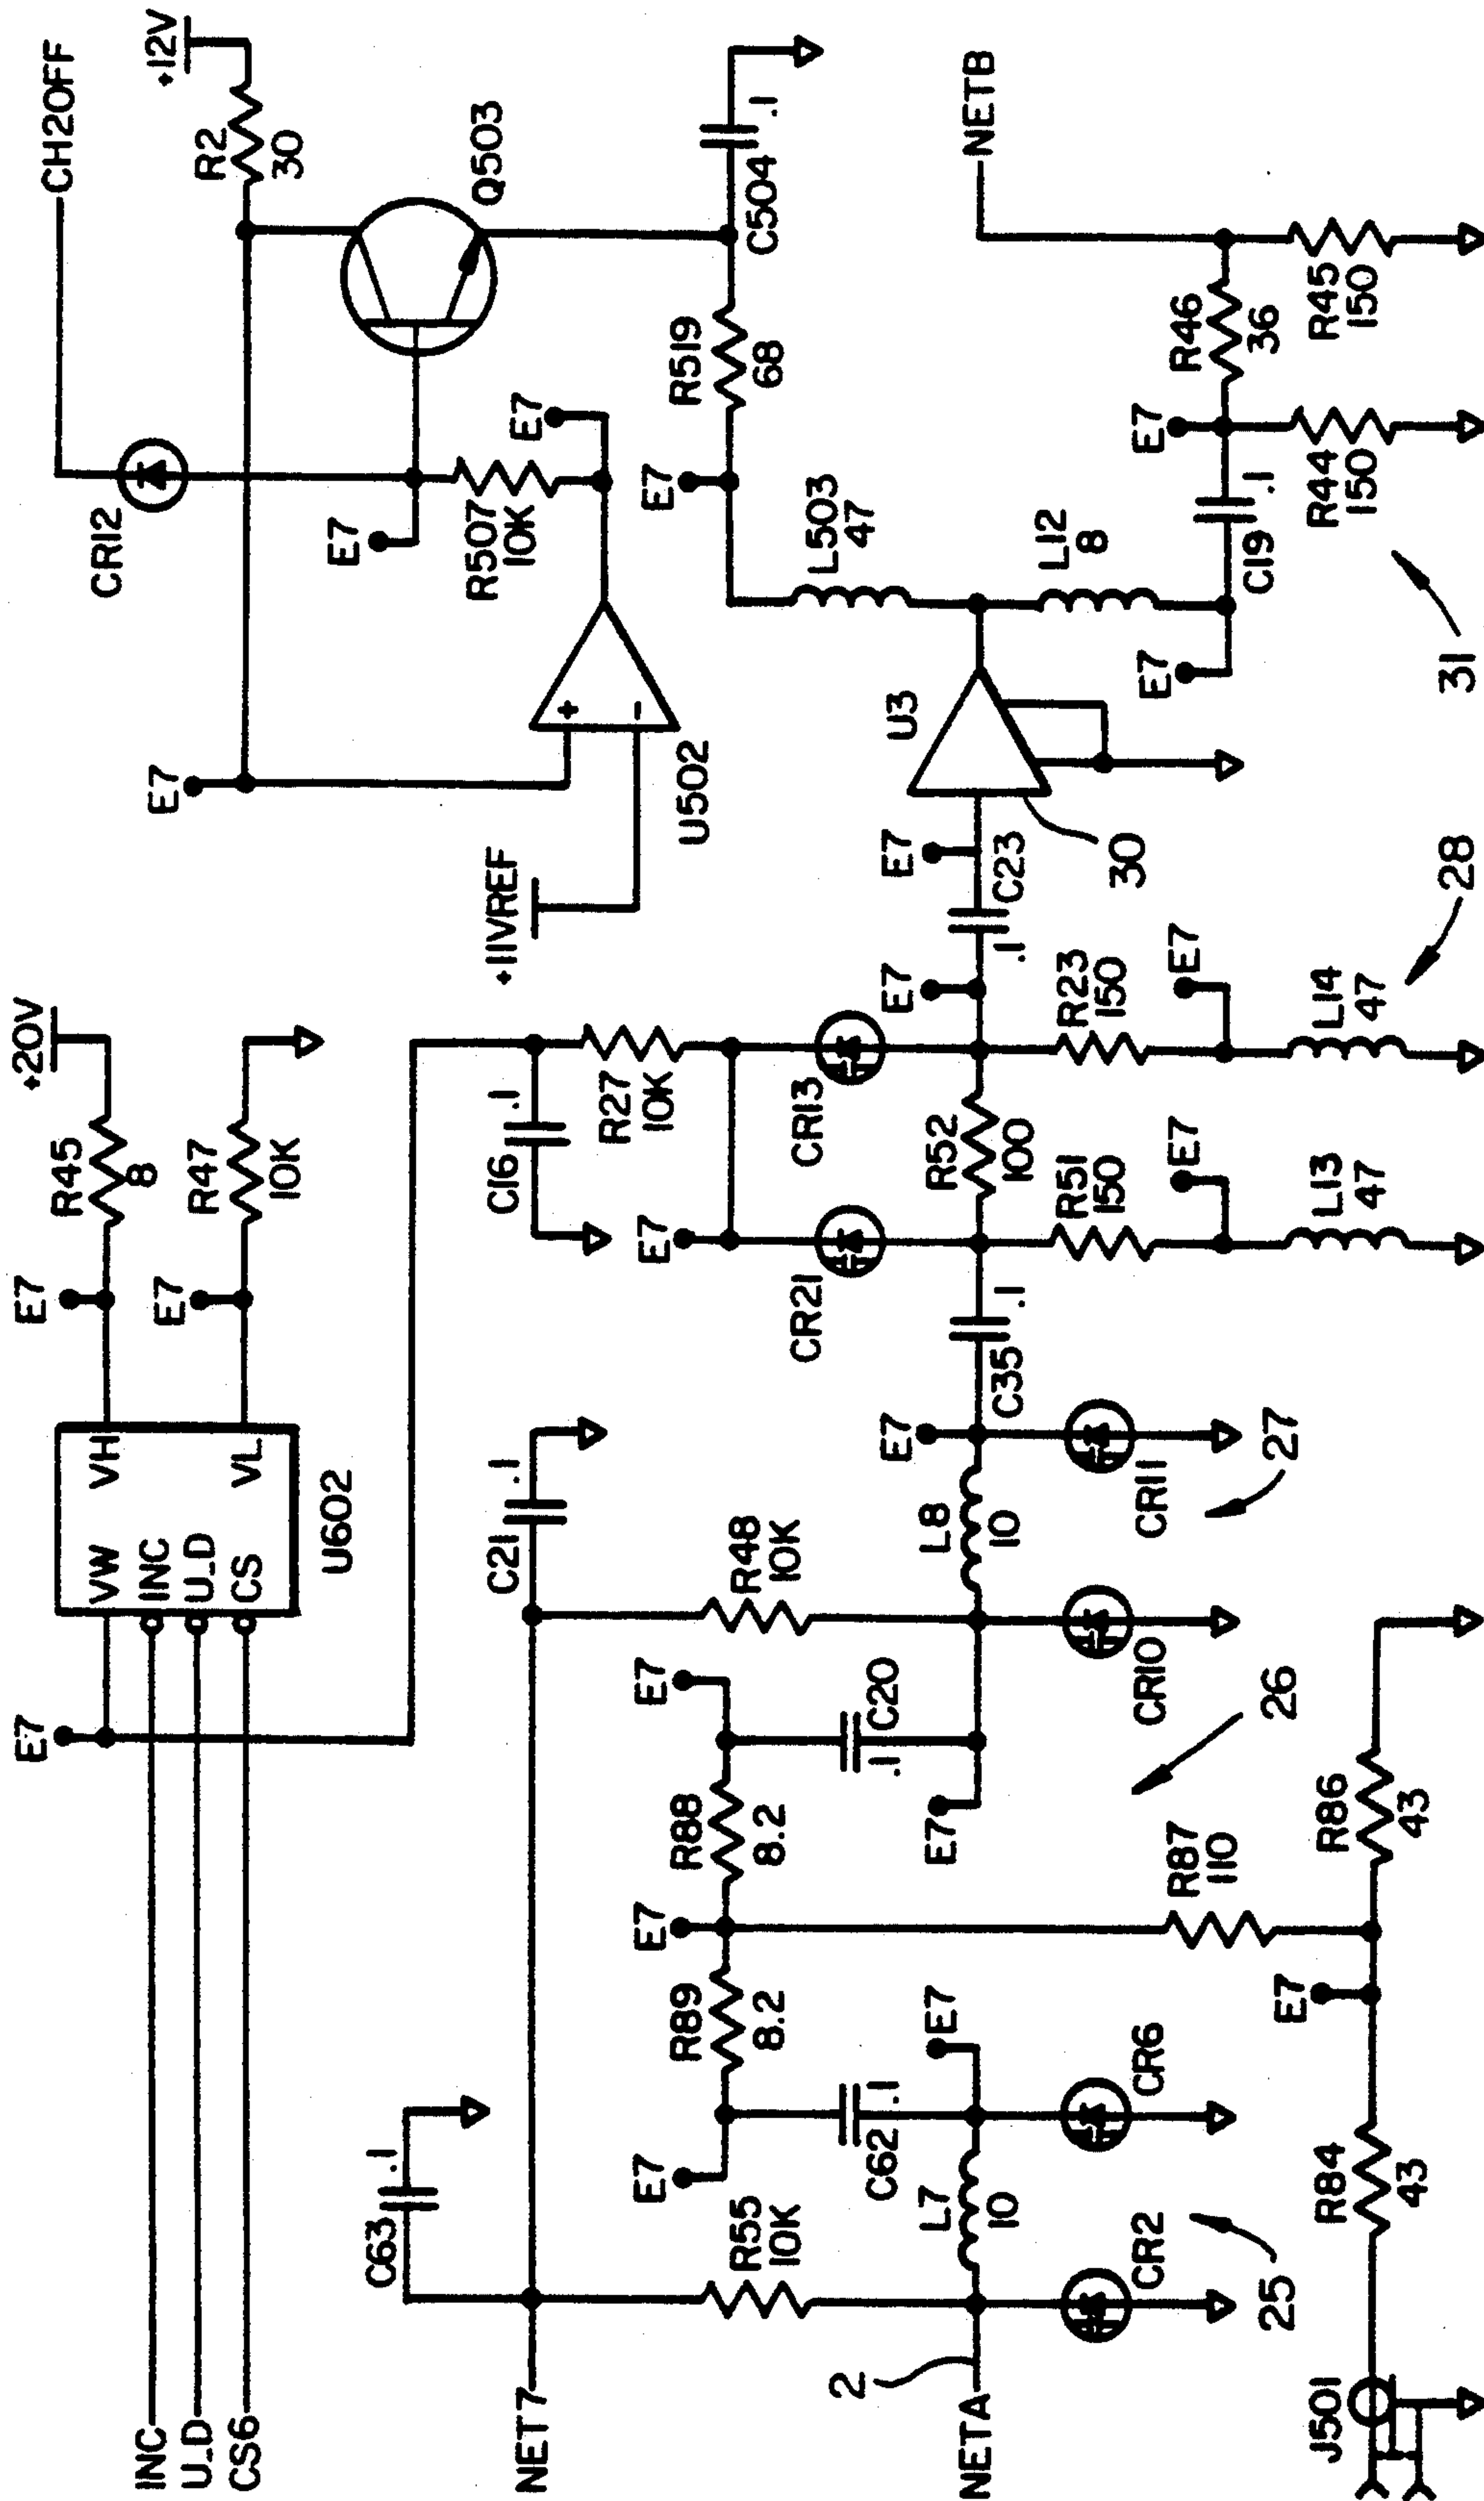 INC
U_D
CS6
E7
VW
INC
U_D
CS
VH
VL
U602
E7
E7
R45
8
R47
10K
+20V
E7
CR12
CH2OFF
R2
30
+12V
Q503
E7
R507
10K
E7
+11VREF
U502
NET7
C63
.1
C21
.1
C16
.1
R27
10K
R55
10K
E7
R89
8.2
E7
R88
8.2
E7
R48
10K
E7
CR21
CR13
E7
R519
68
C504
.1
L503
47
2
NETA
L7
10
C62
.1
E7
E7
C20
.1
L8
10
E7
C35
.1
R52
100
E7
C23
.1
E7
U3
30
L12
8
NETB
CR2
CR6
25
R87
110
26
CR10
CR11
27
R51
150
E7
L13
47
R23
150
E7
L14
47
28
E7
C19
.1
E7
R46
36
R44
150
R45
150
31
J501
R84
43
E7
R86
43